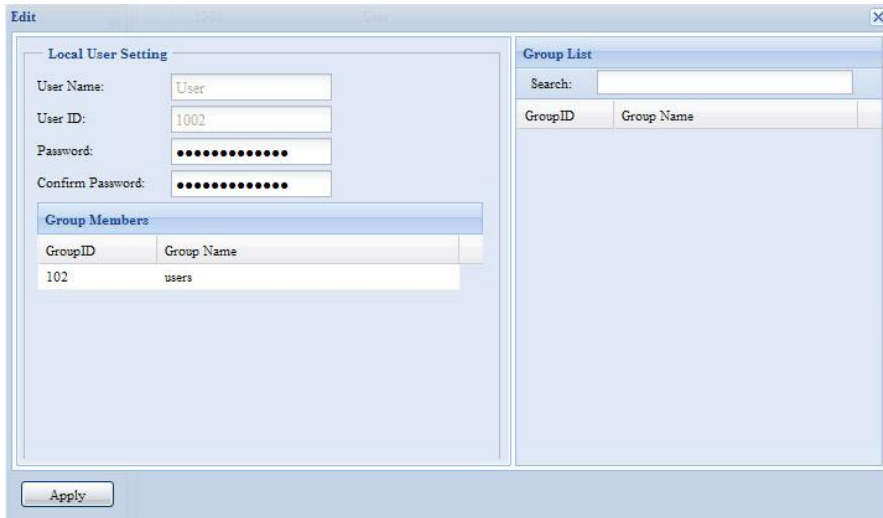 Edit
Local User Setting
User Name: User
User ID: 1002
Password: •••••••••••••
Confirm Password: •••••••••••••
Group Members
GroupID Group Name
102 users
Group List
Search:
GroupID Group Name
Apply